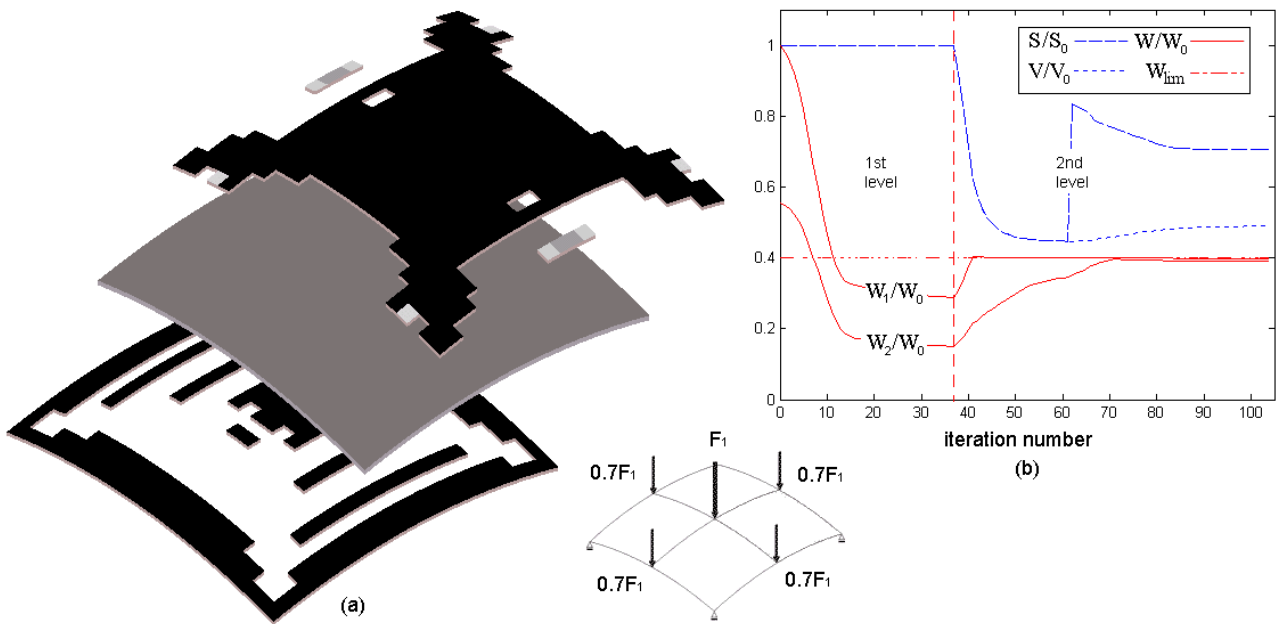 1
0.8
0.6
0.4
0.2
0
S/S₀ W/W₀
V/V₀ Wlim
1st
level
2nd
level
W₁/W₀
W₂/W₀
0 10 20 30 40 50 60 70 80 90 100
iteration number
(b)
F₁
0.7F₁ 0.7F₁
0.7F₁ 0.7F₁
(a)